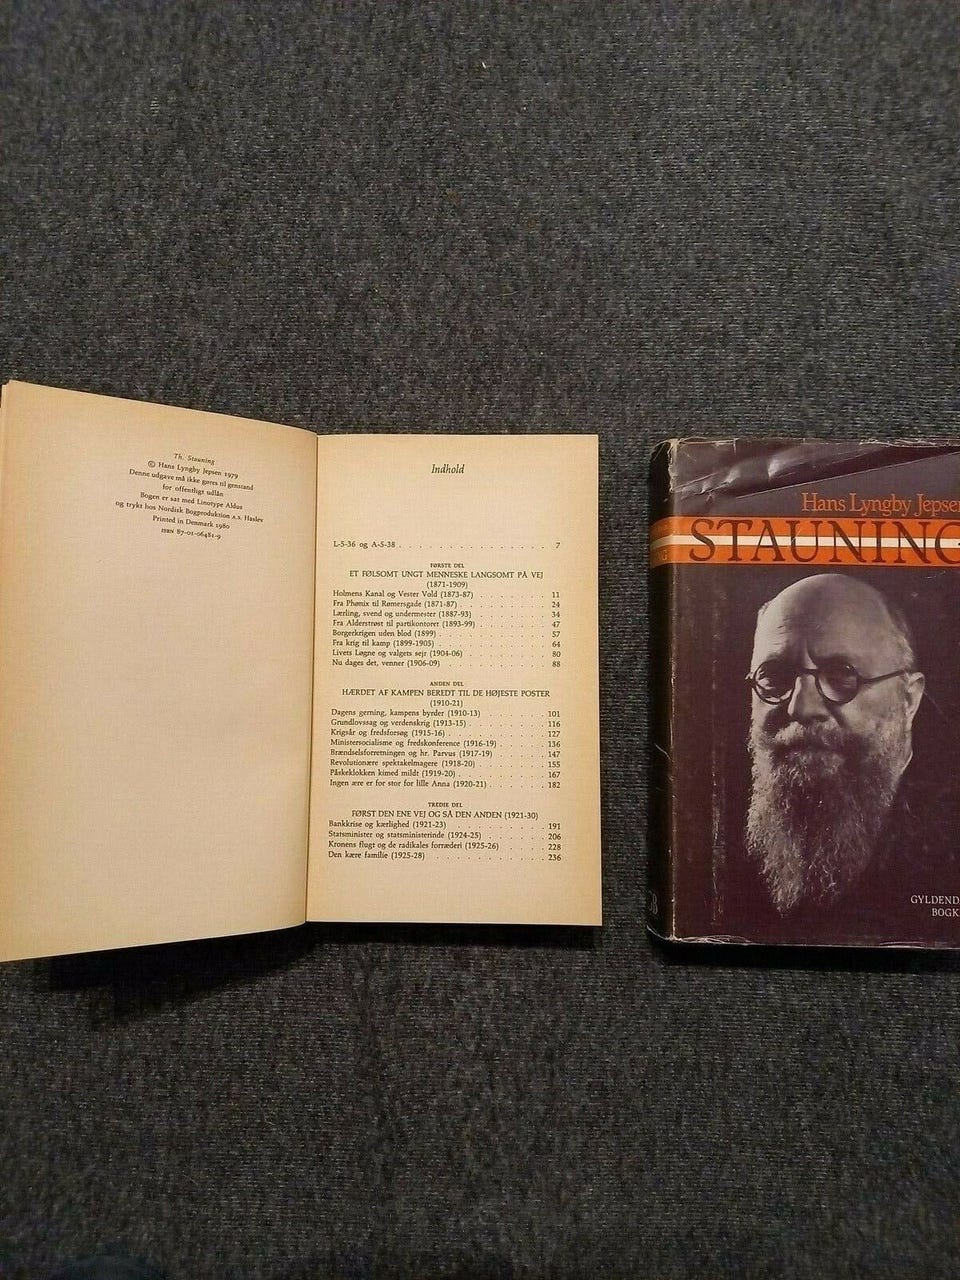 Th. Stauning
© Hans Lyngby Jepsen 1979
Denne udgave må ikke gøres til genstand
for offentligt udlån
Bogen er sat med Linotype Aldus
og trykt hos Nordisk Bogproduktion A.S. Haslev
Printed in Denmark 1980
ISBN 87-01-06481-9
Indhold
L-5-36 og A-5-38 . . . . . . . . . . . . . 7
FØRSTE DEL
ET FØLSOMT UNGT MENNESKE LANGSOMT PÅ VEJ
(1871-1909)
Holmens Kanal og Vester Vold (1873-87) . . . . . . 11
Fra Phønix til Rømersgade (1871-87) . . . . . . . . 24
Lærling, svend og undermester (1887-93) . . . . . . 34
Fra Alderstrøst til partikontoret (1893-99) . . . . . . 47
Borgerkrigen uden blod (1899) . . . . . . . . . 57
Fra krig til kamp (1899-1905) . . . . . . . . . 64
Livets Løgne og valgets sejr (1904-06) . . . . . . . 80
Nu dages det, venner (1906-09) . . . . . . . . . 88
ANDEN DEL
HÆRDET AF KAMPEN BEREDT TIL DE HØJESTE POSTER
(1910-21)
Dagens gerning, kampens byrder (1910-13) . . . . . . 101
Grundlovssag og verdenskrig (1913-15) . . . . . . . 116
Krigsår og fredsforsøg (1915-16) . . . . . . . . 127
Ministersocialisme og fredskonference (1916-19) . . . . 136
Brændselsforretningen og hr. Parvus (1917-19) . . . . . 147
Revolutionære spektakelmagere (1918-20) . . . . . . 155
Påskeklokken kimed mildt (1919-20) . . . . . . . . 167
Ingen ære er for stor for lille Anna (1920-21) . . . . . . 182
TREDIE DEL
FØRST DEN ENE VEJ OG SÅ DEN ANDEN (1921-30)
Bankkrise og kærlighed (1921-23) . . . . . . . . 191
Statsminister og statsministerinde (1924-25) . . . . . . 206
Kronens flugt og de radikales forræderi (1925-26) . . . . 228
Den kære familie (1925-28) . . . . . . . . . . 236
Hans Lyngby Jepsen
STAUNING
NG
GYLDEND
BOGK